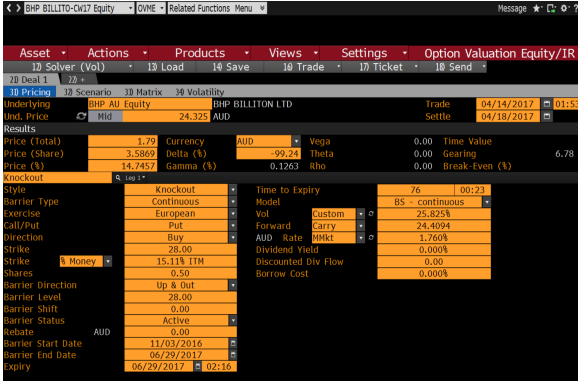 BHP BILLITO-CW17 Equity OVME Related Functions Menu Message
Asset Actions Products Views Settings Option Valuation Equity/IR
12) Solver (Vol) 13) Load 14) Save 16) Trade 17) Ticket 18) Send
21) Deal 1 22) +
31) Pricing 32) Scenario 33) Matrix 34) Volatility
Underlying BHP AU Equity BHP BILLITON LTD Trade 04/14/2017 01:53
Und. Price Mid 24.325 AUD Settle 04/18/2017
Results
Price (Total) 1.79 Currency AUD Vega 0.00 Time Value
Price (Share) 3.5869 Delta (%) -99.24 Theta 0.00 Gearing 6.78
Price (%) 14.7457 Gamma (%) 0.1263 Rho 0.00 Break-Even (%)
Knockout Leg 1
Style Knockout Time to Expiry 76 00:23
Barrier Type Continuous Model BS - continuous
Exercise European Vol Custom 25.825%
Call/Put Put Forward Carry 24.4094
Direction Buy AUD Rate MMkt 1.760%
Strike 28.00 Dividend Yield 0.000%
Strike % Money 15.11% ITM Discounted Div Flow 0.00
Shares 0.50 Borrow Cost 0.000%
Barrier Direction Up & Out
Barrier Level 28.00
Barrier Shift 0.00
Barrier Status Active
Rebate AUD 0.00
Barrier Start Date 11/03/2016
Barrier End Date 06/29/2017
Expiry 06/29/2017 02:16